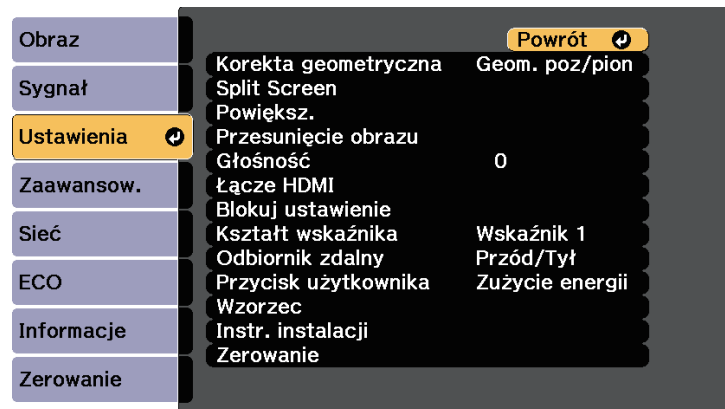 Obraz
Sygnał
Ustawienia
Zaawansow.
Sieć
ECO
Informacje
Zerowanie
Powrót
Korekta geometryczna Geom. poz/pion
Split Screen
Powiększ.
Przesunięcie obrazu
Głośność 0
Łącze HDMI
Blokuj ustawienie
Kształt wskaźnika Wskaźnik 1
Odbiornik zdalny Przód/Tył
Przycisk użytkownika Zużycie energii
Wzorzec
Instr. instalacji
Zerowanie